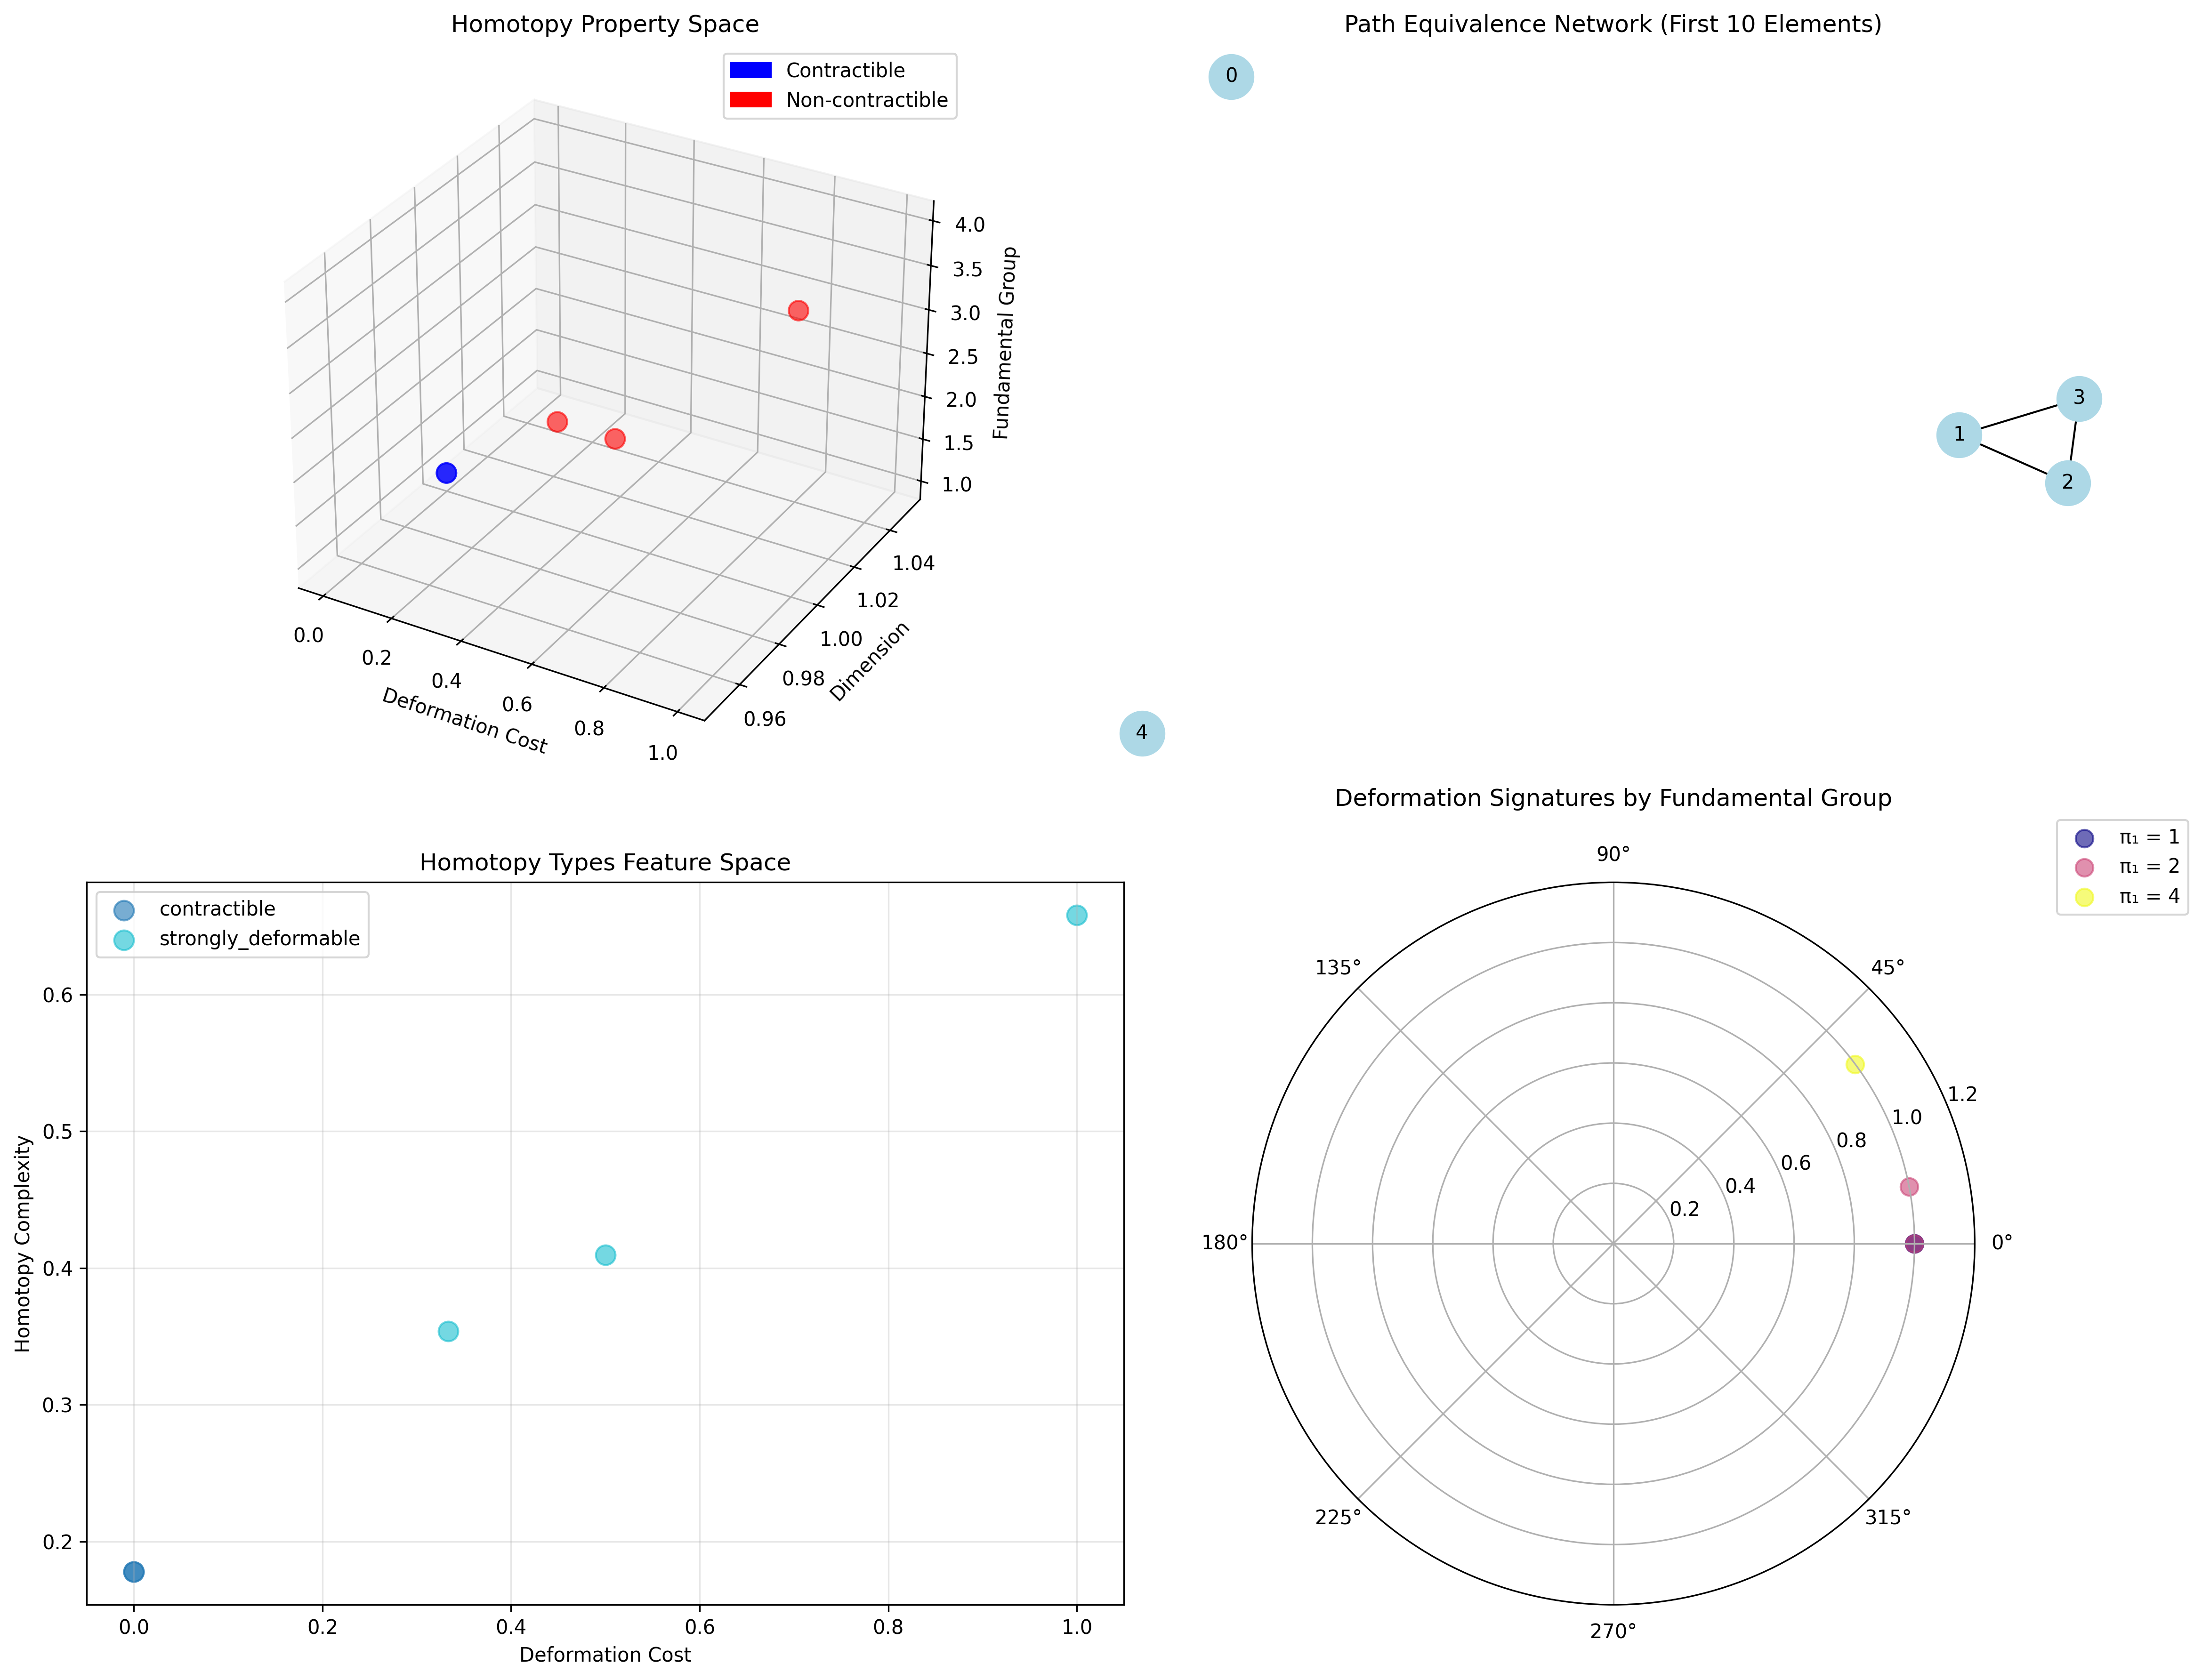 Homotopy Property Space
Contractible
Non-contractible
4.0
3.5
3.0
2.5
2.0
1.5
1.0
Fundamental Group
0.0
0.2
0.4
0.6
0.8
1.0
Deformation Cost
0.96
0.98
1.00
1.02
1.04
Dimension
Path Equivalence Network (First 10 Elements)
0
3
1
2
4
Homotopy Types Feature Space
contractible
strongly_deformable
0.6
0.5
0.4
0.3
0.2
Homotopy Complexity
0.0 0.2 0.4 0.6 0.8 1.0
Deformation Cost
Deformation Signatures by Fundamental Group
π₁ = 1
π₁ = 2
π₁ = 4
90°
135°
45°
1.2
1.0
0.8
0.6
0.4
0.2
180°
0°
225°
315°
270°